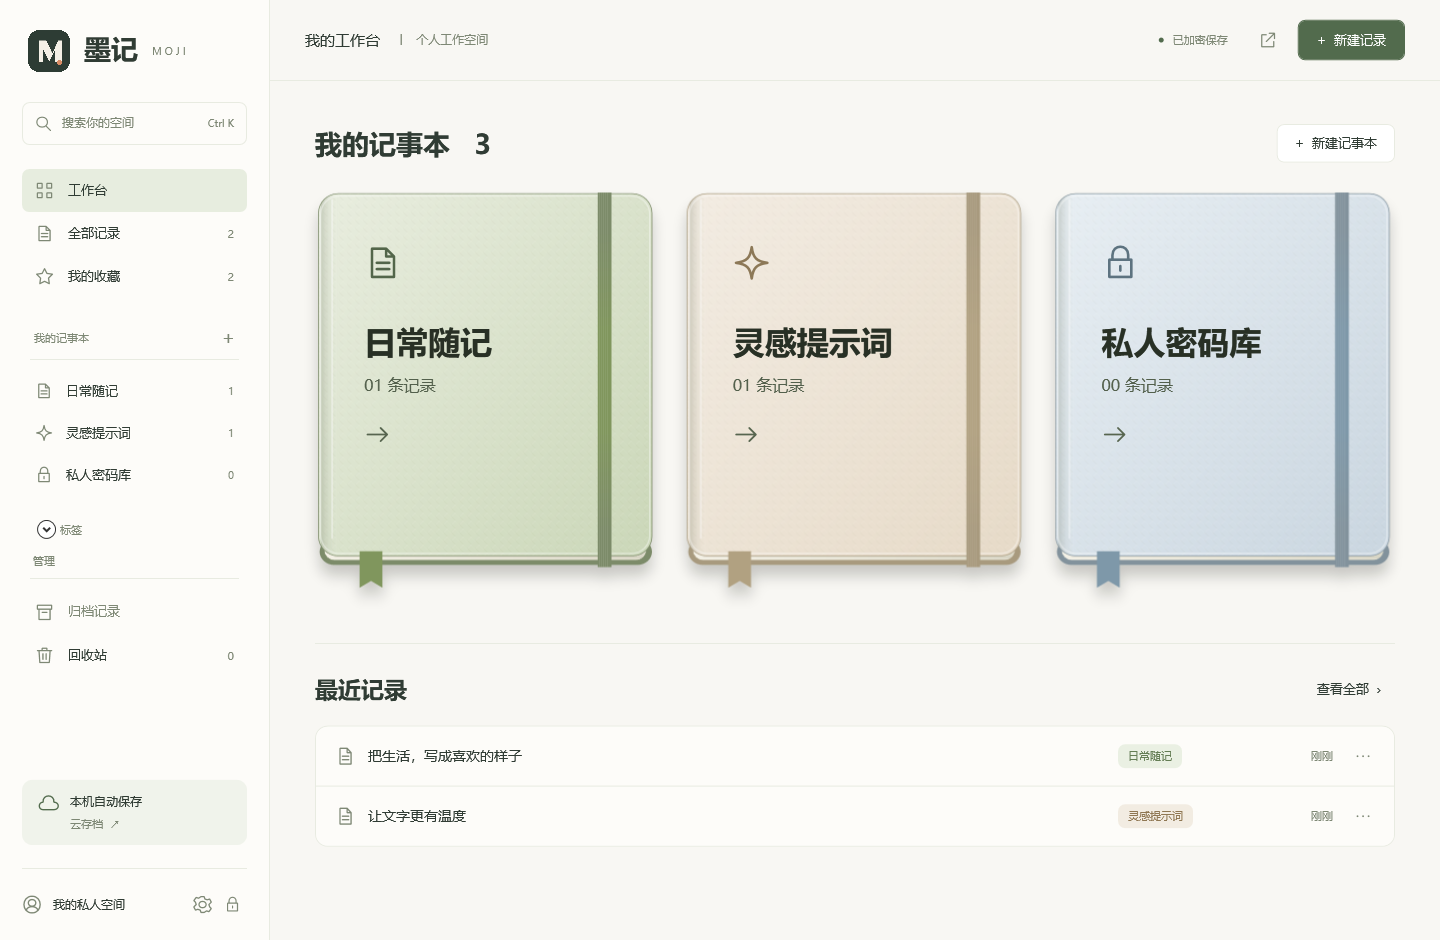 M 墨记 MOJI
搜索你的空间 Ctrl K
工作台
全部记录 2
我的收藏 2
我的记事本 +
日常随记 1
灵感提示词 1
私人密码库 0
标签
管理
归档记录
回收站 0
本机自动保存
云存档 ↗
我的私人空间
我的工作台 | 个人工作空间 • 已加密保存 + 新建记录
我的记事本 3 + 新建记事本
日常随记
01 条记录
→
灵感提示词
01 条记录
→
私人密码库
00 条记录
→
最近记录 查看全部 ›
把生活，写成喜欢的样子 日常随记 刚刚 ···
让文字更有温度 灵感提示词 刚刚 ···